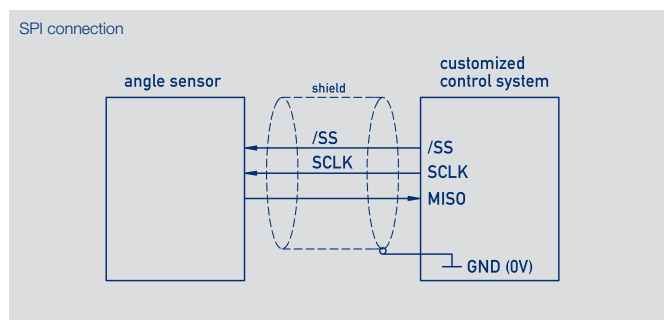 SPI connection
angle sensor
shield
customized
control system
/SS
/SS
SCLK
SCLK
MISO
GND (0V)